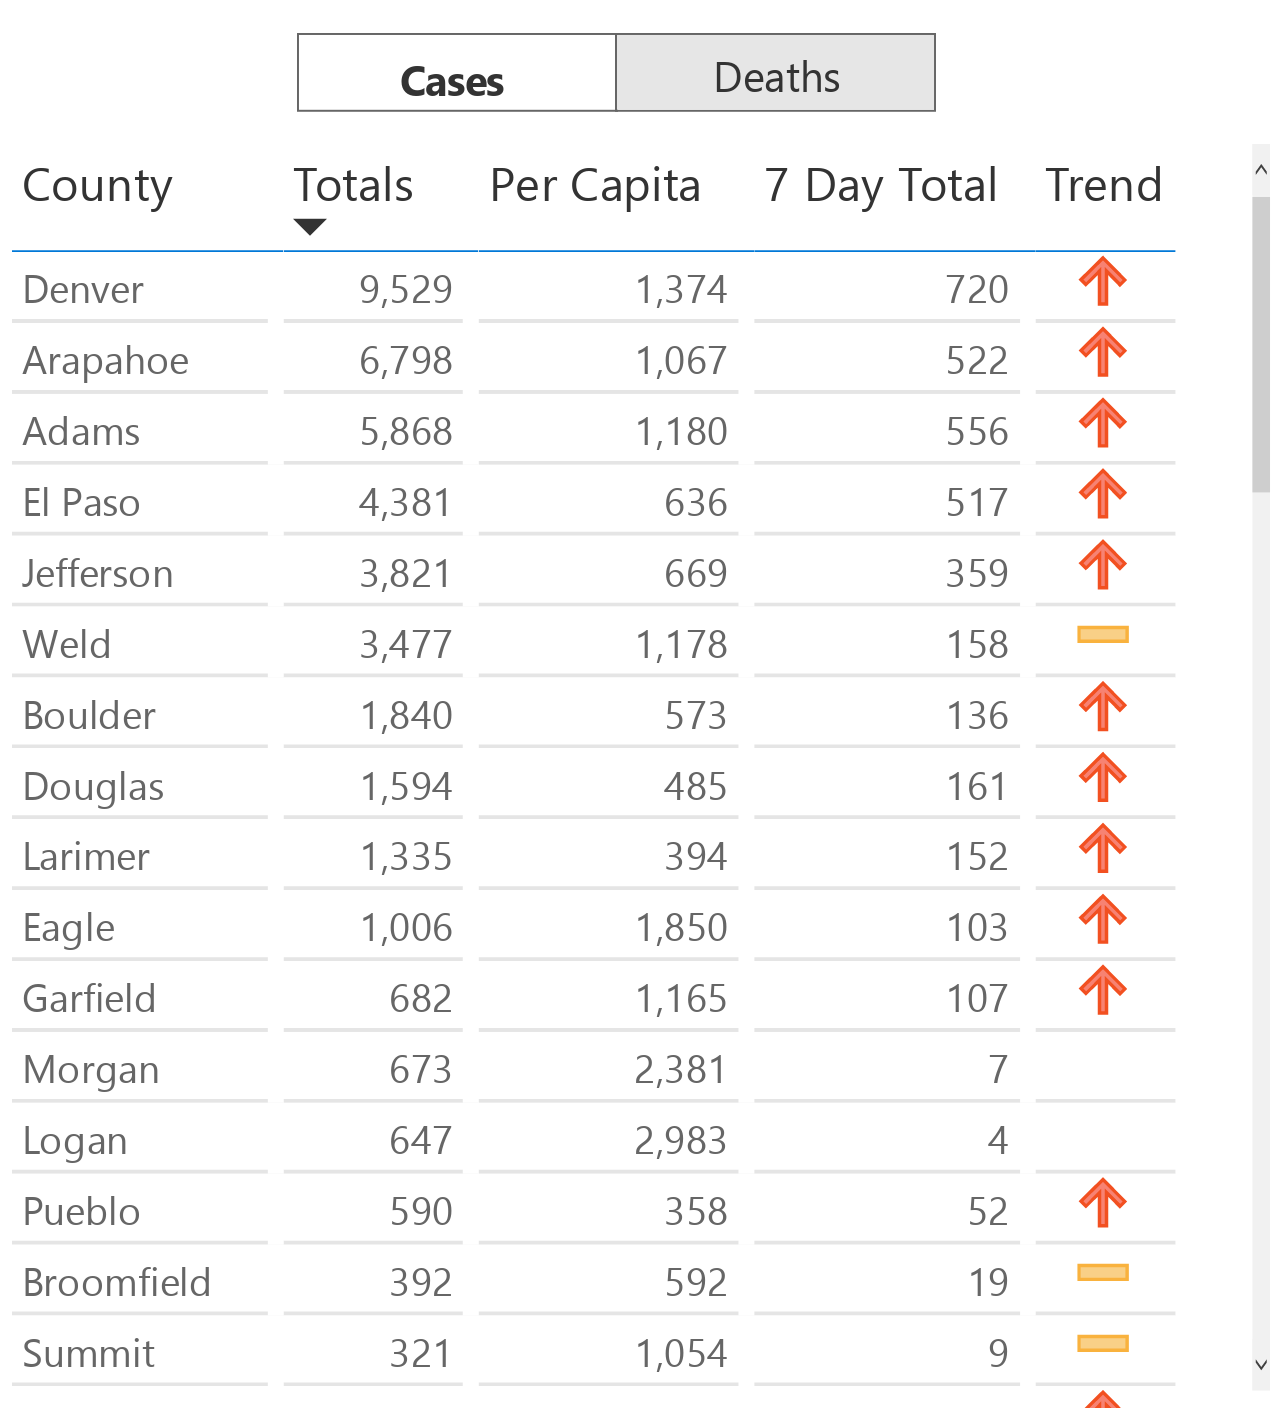 Cases Deaths
County Totals Per Capita 7 Day Total Trend
Denver 9,529 1,374 720
Arapahoe 6,798 1,067 522
Adams 5,868 1,180 556
El Paso 4,381 636 517
Jefferson 3,821 669 359
Weld 3,477 1,178 158
Boulder 1,840 573 136
Douglas 1,594 485 161
Larimer 1,335 394 152
Eagle 1,006 1,850 103
Garfield 682 1,165 107
Morgan 673 2,381 7
Logan 647 2,983 4
Pueblo 590 358 52
Broomfield 392 592 19
Summit 321 1,054 9